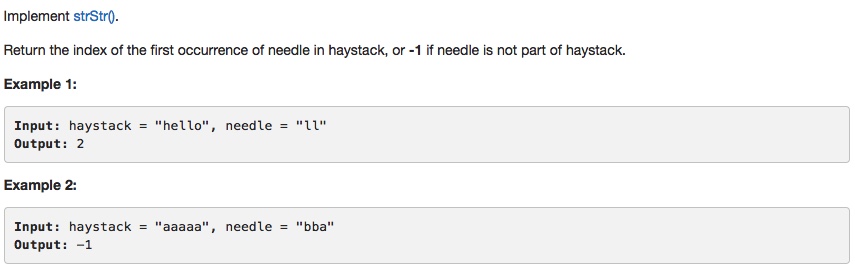 Implement strStr().
Return the index of the first occurrence of needle in haystack, or -1 if needle is not part of haystack.
Example 1:
Input: haystack = "hello", needle = "ll"
Output: 2
Example 2:
Input: haystack = "aaaaa", needle = "bba"
Output: -1